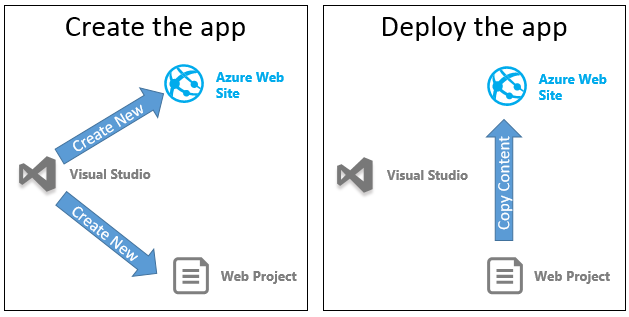 Create the app
Azure Web
Site
Create New
Visual Studio
Create New
Web Project
Deploy the app
Azure Web
Site
Visual Studio
Copy Content
Web Project